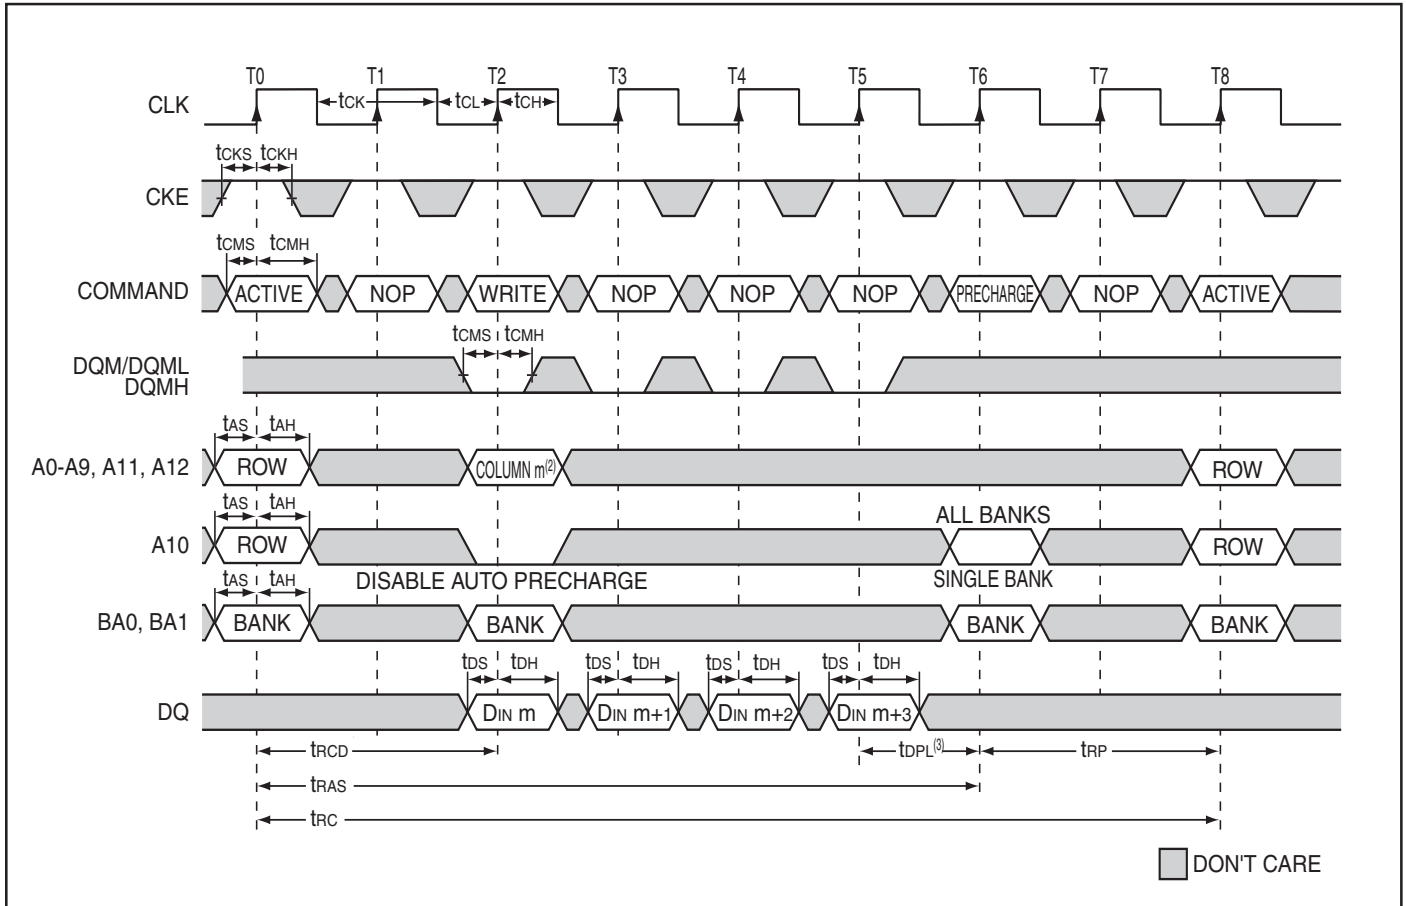 T0 T1 T2 T3 T4 T5 T6 T7 T8
CLK tCK tCL tCH
tCKS tCKH
CKE
tCMS tCMH
COMMAND ACTIVE NOP WRITE NOP NOP NOP PRECHARGE NOP ACTIVE
tCMS tCMH
DQM/DQML
DQMH
tAS tAH
A0-A9, A11, A12 ROW COLUMN m(2) ROW
tAS tAH ALL BANKS
A10 ROW ROW
tAS tAH DISABLE AUTO PRECHARGE SINGLE BANK
BA0, BA1 BANK BANK BANK BANK
tDS tDH tDS tDH tDS tDH tDS tDH
DQ DIN m DIN m+1 DIN m+2 DIN m+3
tRCD tDPL(3) tRP
tRAS
tRC
DON'T CARE